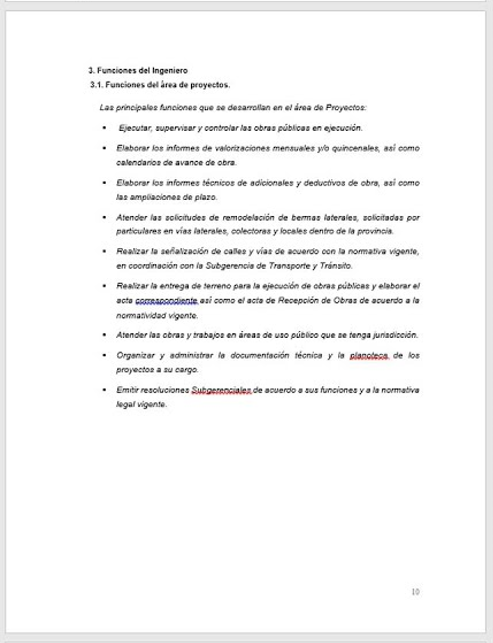 3. Funciones del Ingeniero
3.1. Funciones del área de proyectos.
Las principales funciones que se desarrollan en el área de Proyectos:
▪ Ejecutar, supervisar y controlar las obras públicas en ejecución.
▪ Elaborar los informes de valorizaciones mensuales y/o quincenales, así como
calendarios de avance de obra.
▪ Elaborar los informes técnicos de adicionales y deductivos de obra, así como
las ampliaciones de plazo.
▪ Atender las solicitudes de remodelación de bermas laterales, solicitadas por
particulares en vías laterales, colectoras y locales dentro de la provincia.
▪ Realizar la señalización de calles y vías de acuerdo con la normativa vigente,
en coordinación con la Subgerencia de Transporte y Tránsito.
▪ Realizar la entrega de terreno para la ejecución de obras públicas y elaborar el
acta correspondiente así como el acta de Recepción de Obras de acuerdo a la
normatividad vigente.
▪ Atender las obras y trabajos en áreas de uso público que se tenga jurisdicción.
▪ Organizar y administrar la documentación técnica y la planoteca de los
proyectos a su cargo.
▪ Emitir resoluciones Subgerenciales de acuerdo a sus funciones y a la normativa
legal vigente.
10